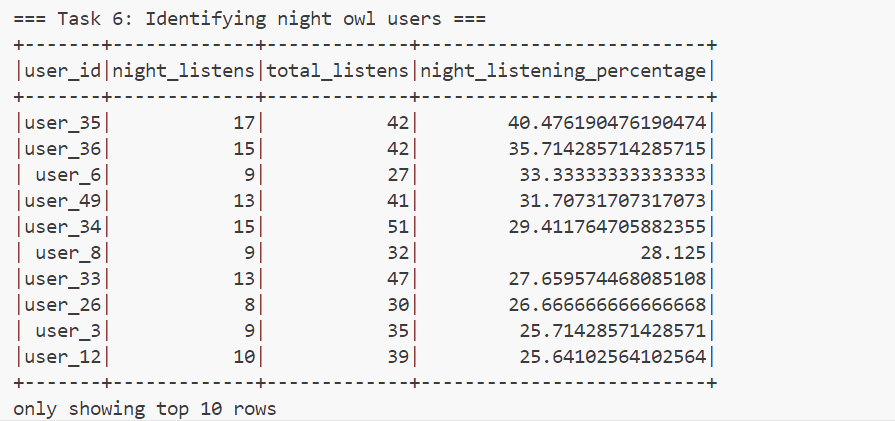 === Task 6: Identifying night owl users ===
+-------+-------------+-------------+--------------------------+
|user_id|night_listens|total_listens|night_listening_percentage|
+-------+-------------+-------------+--------------------------+
|user_35|           17|           42|        40.476190476190474|
|user_36|           15|           42|        35.714285714285715|
| user_6|            9|           27|         33.33333333333333|
|user_49|           13|           41|         31.70731707317073|
|user_34|           15|           51|        29.411764705882355|
| user_8|            9|           32|                    28.125|
|user_33|           13|           47|        27.659574468085108|
|user_26|            8|           30|        26.666666666666668|
| user_3|            9|           35|         25.71428571428571|
|user_12|           10|           39|         25.64102564102564|
+-------+-------------+-------------+--------------------------+
only showing top 10 rows